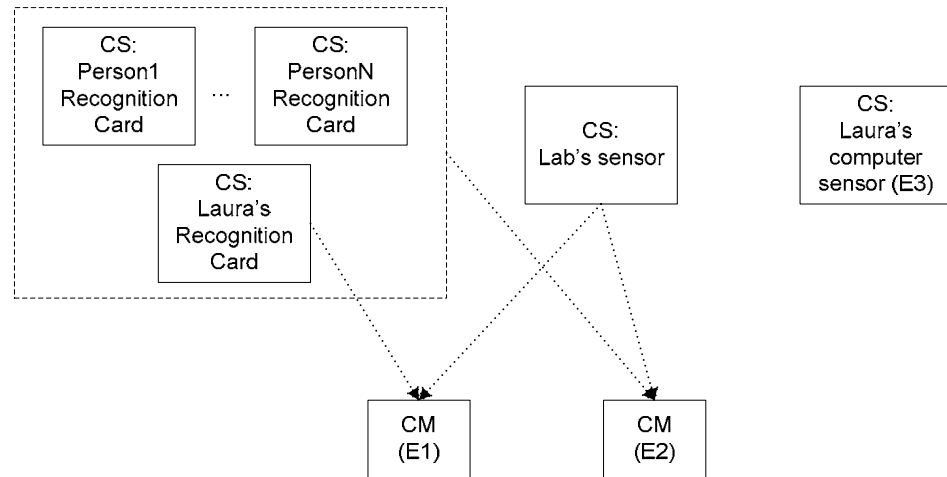 CS:
Person1
Recognition
Card
...
CS:
PersonN
Recognition
Card
CS:
Laura's
Recognition
Card
CS:
Lab's sensor
CS:
Laura's
computer
sensor (E3)
CM
(E1)
CM
(E2)